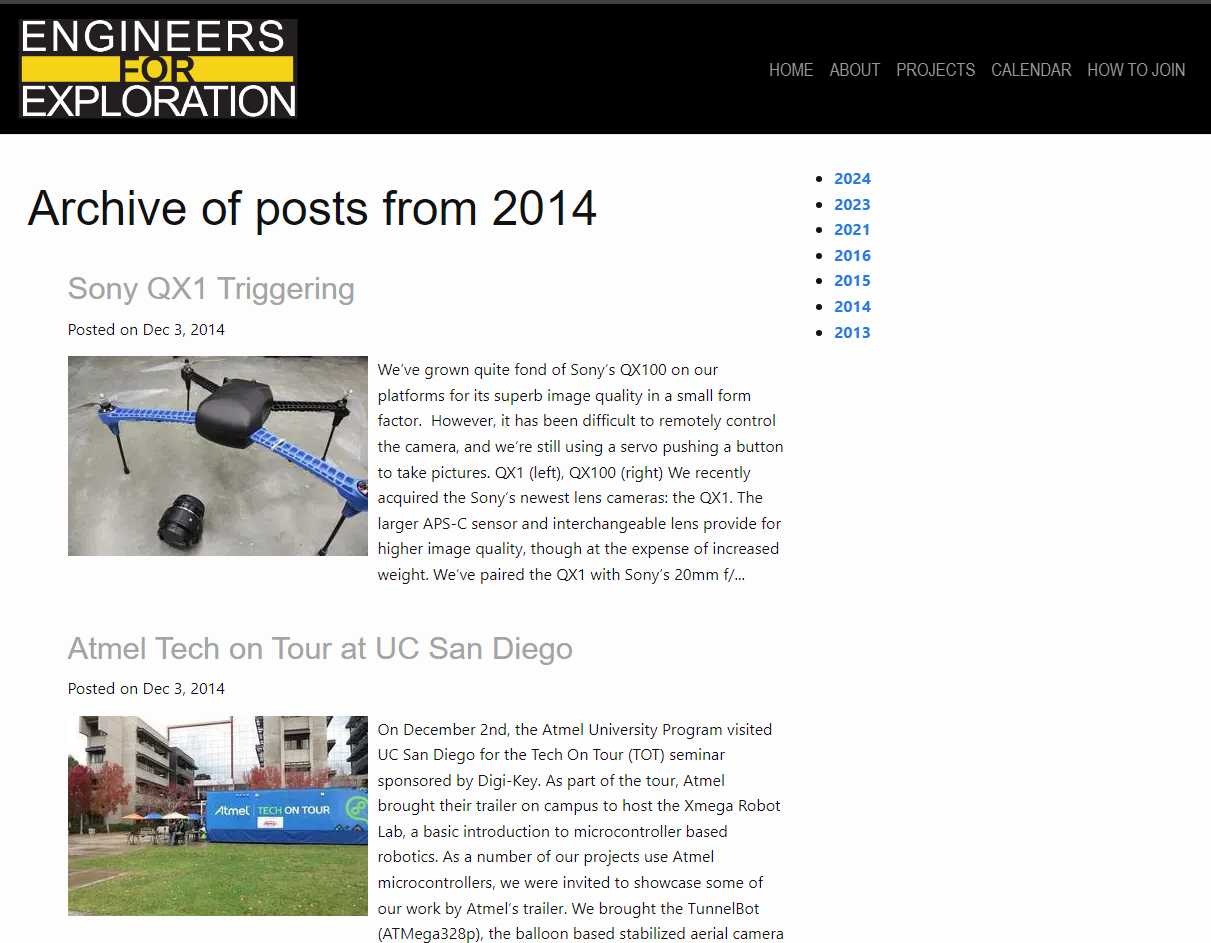 ENGINEERS
FOR
EXPLORATION
HOME ABOUT PROJECTS CALENDAR HOW TO JOIN
Archive of posts from 2014
Sony QX1 Triggering
Posted on Dec 3, 2014
We've grown quite fond of Sony's QX100 on our
platforms for its superb image quality in a small form
factor.  However, it has been difficult to remotely control
the camera, and we're still using a servo pushing a button
to take pictures. QX1 (left), QX100 (right) We recently
acquired the Sony's newest lens cameras: the QX1. The
larger APS-C sensor and interchangeable lens provide for
higher image quality, though at the expense of increased
weight. We've paired the QX1 with Sony's 20mm f/...
Atmel Tech on Tour at UC San Diego
Posted on Dec 3, 2014
Atmel TECH ON TOUR
On December 2nd, the Atmel University Program visited
UC San Diego for the Tech On Tour (TOT) seminar
sponsored by Digi-Key. As part of the tour, Atmel
brought their trailer on campus to host the Xmega Robot
Lab, a basic introduction to microcontroller based
robotics. As a number of our projects use Atmel
microcontrollers, we were invited to showcase some of
our work by Atmel's trailer. We brought the TunnelBot
(ATMega328p), the balloon based stabilized aerial camera
2024
2023
2021
2016
2015
2014
2013